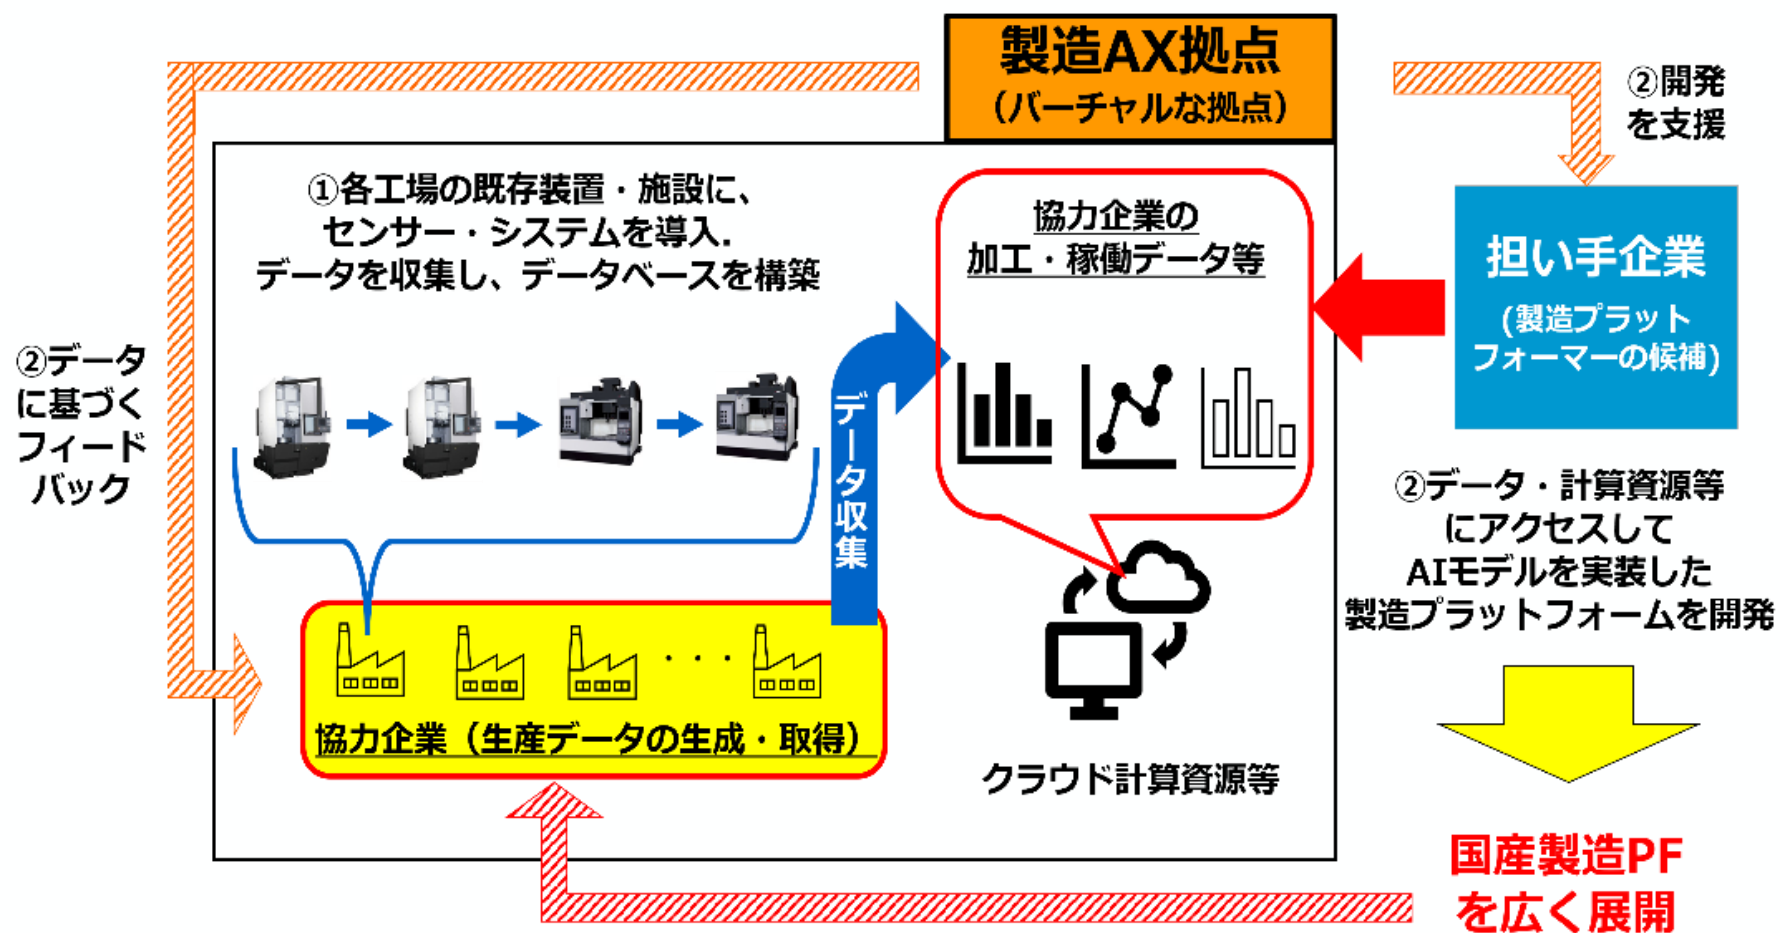 製造AX拠点
（バーチャルな拠点）
②開発
を支援
①各工場の既存装置・施設に、
センサー・システムを導入.
データを収集し、データベースを構築
協力企業の
加工・稼働データ等
担い手企業
(製造プラット
フォーマーの候補)
②データ
に基づく
フィード
バック
データ収集
②データ・計算資源等
にアクセスして
AIモデルを実装した
製造プラットフォームを開発
・・・
協力企業（生産データの生成・取得）
クラウド計算資源等
国産製造PF
を広く展開